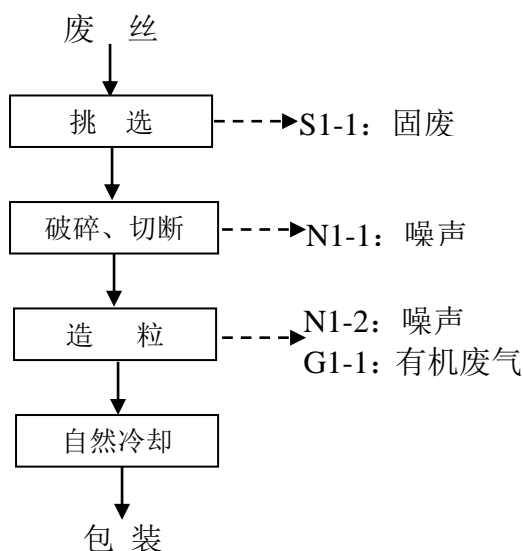 废 丝
挑 选
S1-1：固废
破碎、切断
N1-1：噪声
造 粒
N1-2：噪声
G1-1：有机废气
自然冷却
包 装